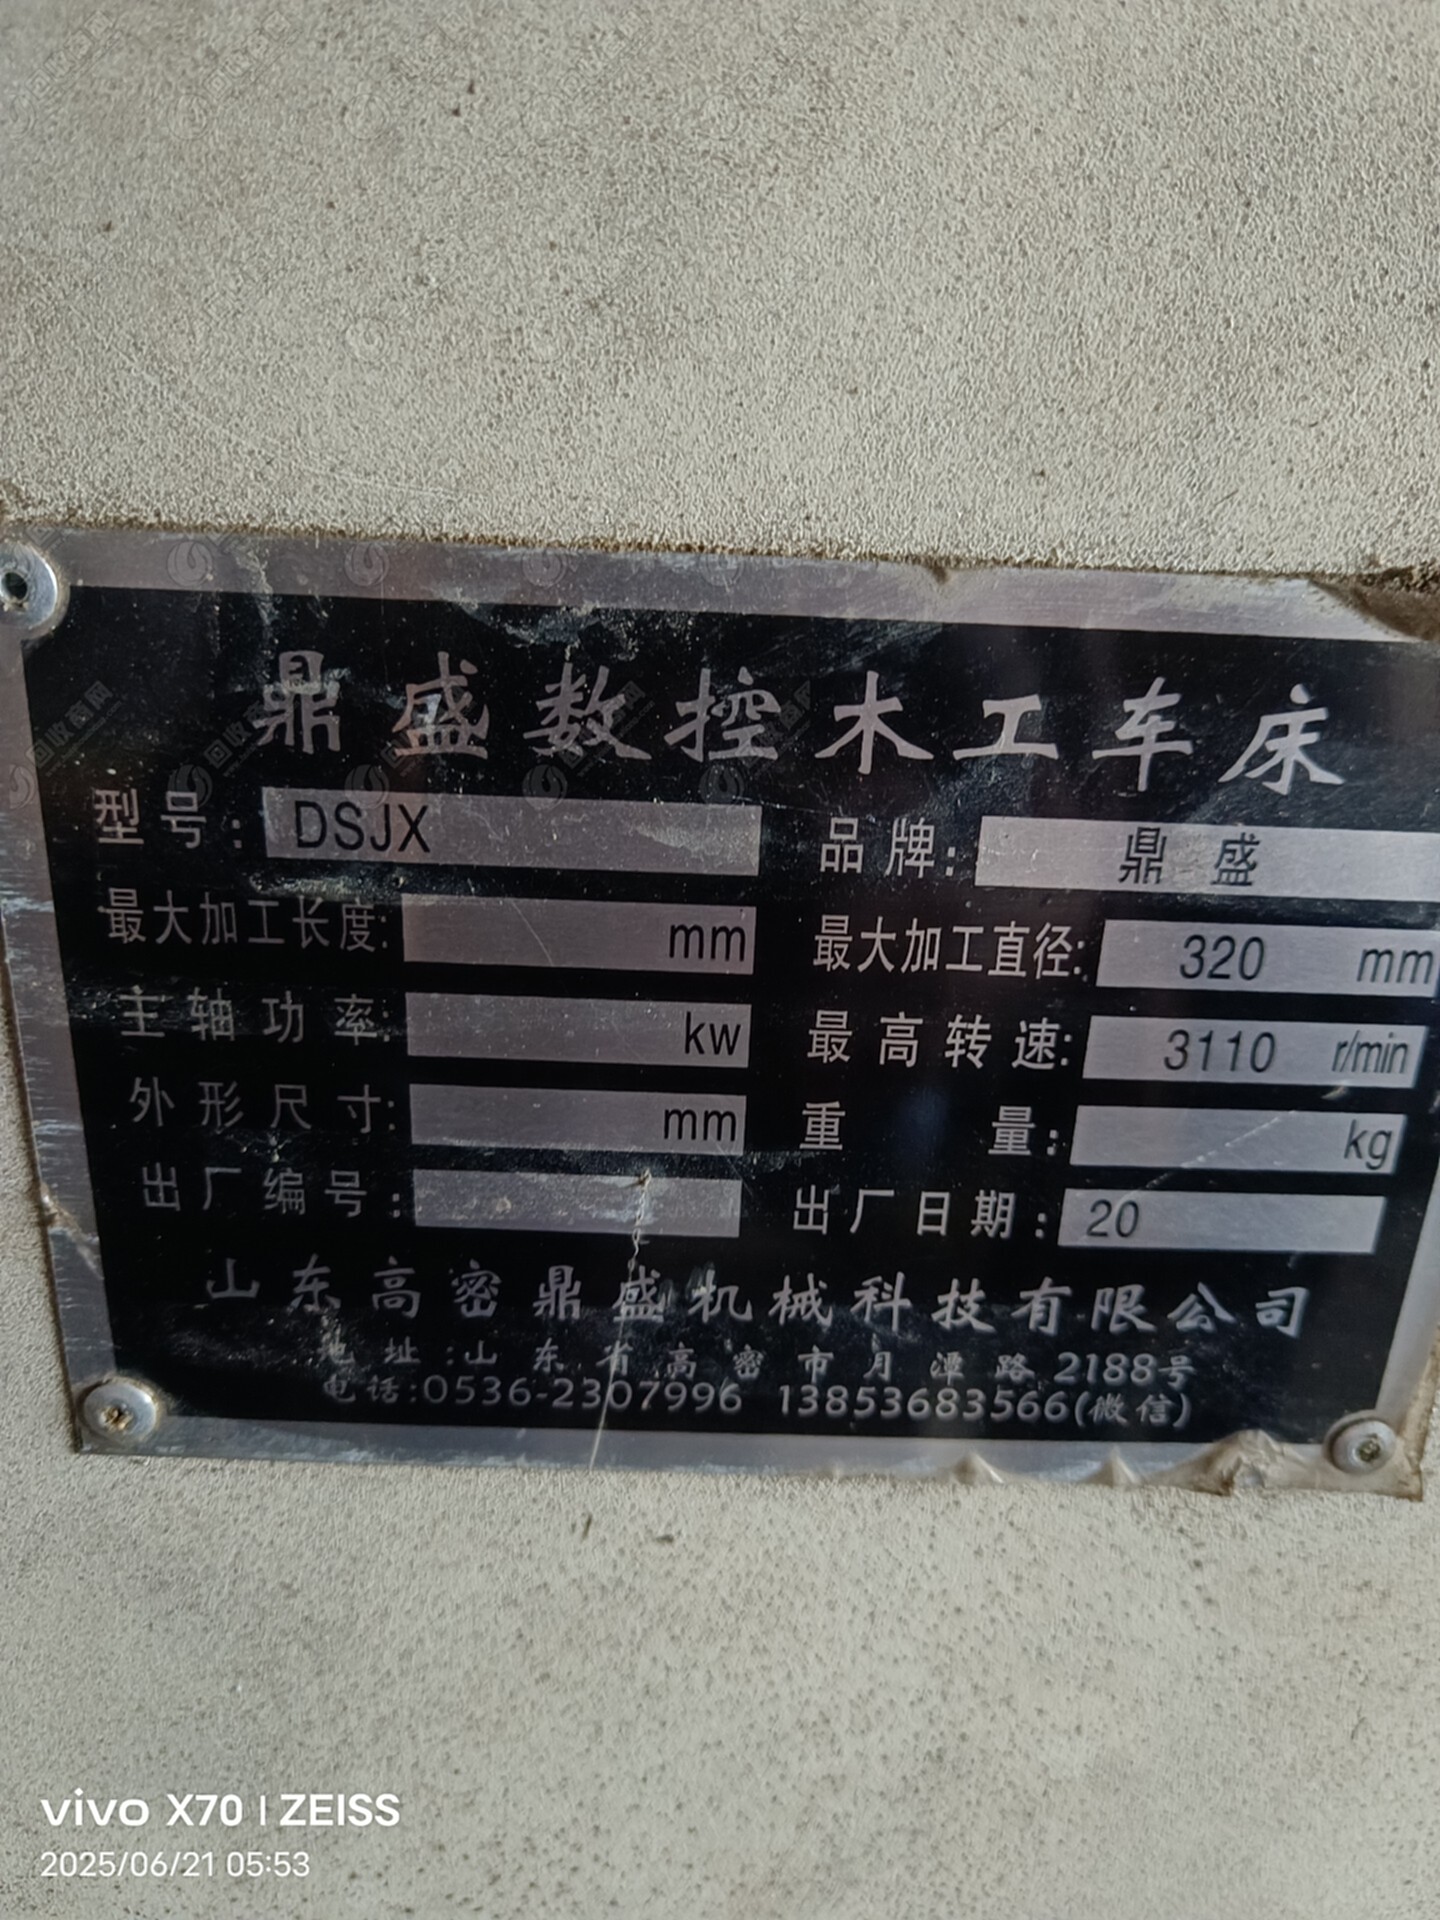 鼎盛数控木工车床
型号: DSJX 品牌: 鼎盛
最大加工长度: mm 最大加工直径: 320 mm
主轴功率: kw 最高转速: 3110 r/min
外形尺寸: mm 重量: kg
出厂编号: 出厂日期: 20
山东高密鼎盛机械科技有限公司
地址:山东省高密市月潭路2188号
电话:0536-2307996 13853683566(微信)
回收商网
vivo X70 | ZEISS
2025/06/21 05:53